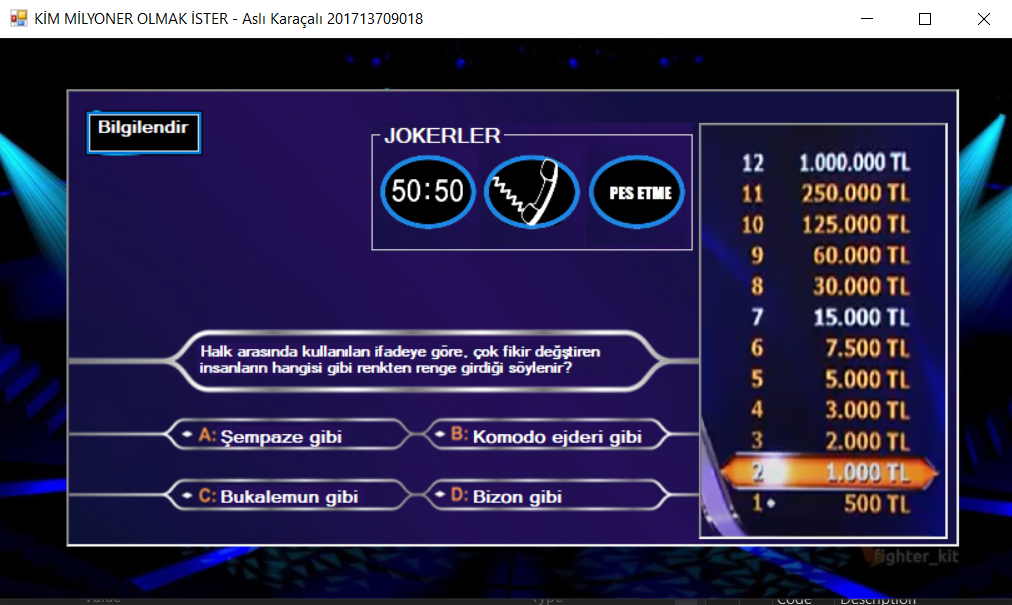 KİM MİLYONER OLMAK İSTER - Aslı Karaçalı 201713709018
Bilgilendir
JOKERLER
50:50
PES ETME
12 1.000.000 TL
11 250.000 TL
10 125.000 TL
9 60.000 TL
8 30.000 TL
7 15.000 TL
6 7.500 TL
5 5.000 TL
4 3.000 TL
3 2.000 TL
2 1.000 TL
1 500 TL
Halk arasında kullanılan ifadeye göre, çok fikir değştiren
insanların hangisi gibi renkten renge girdiği söylenir?
A: Şempaze gibi
B: Komodo ejderi gibi
C: Bukalemun gibi
D: Bizon gibi
fighter_kit
Value Type Code Description